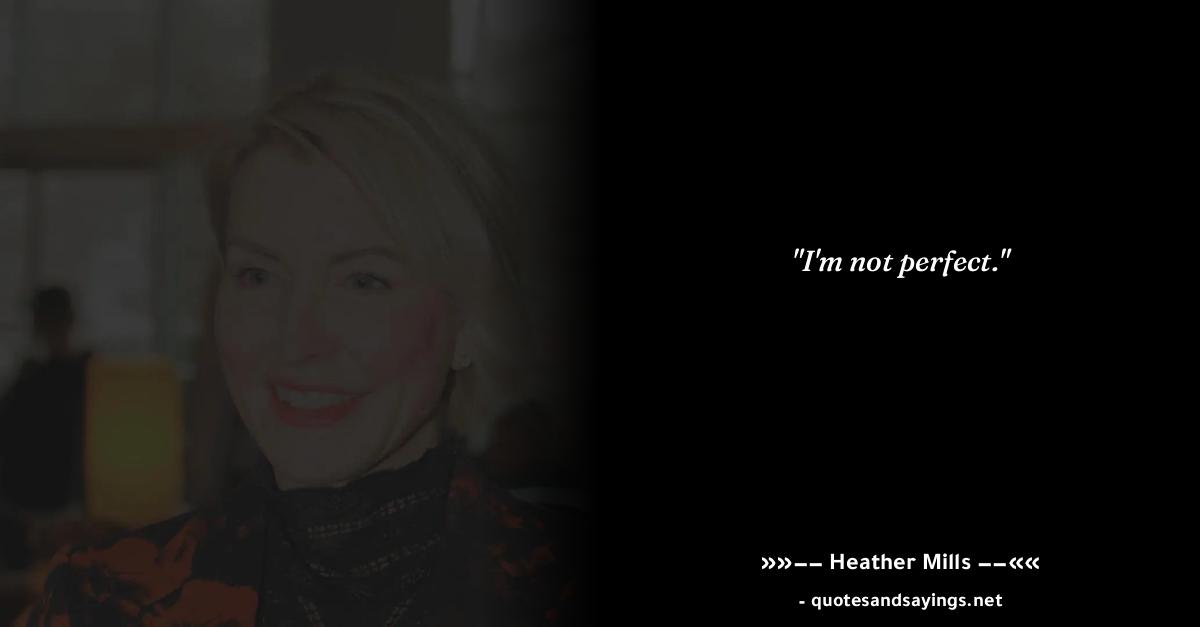 "I'm not perfect."
»»–– Heather Mills ––««
- quotesandsayings.net